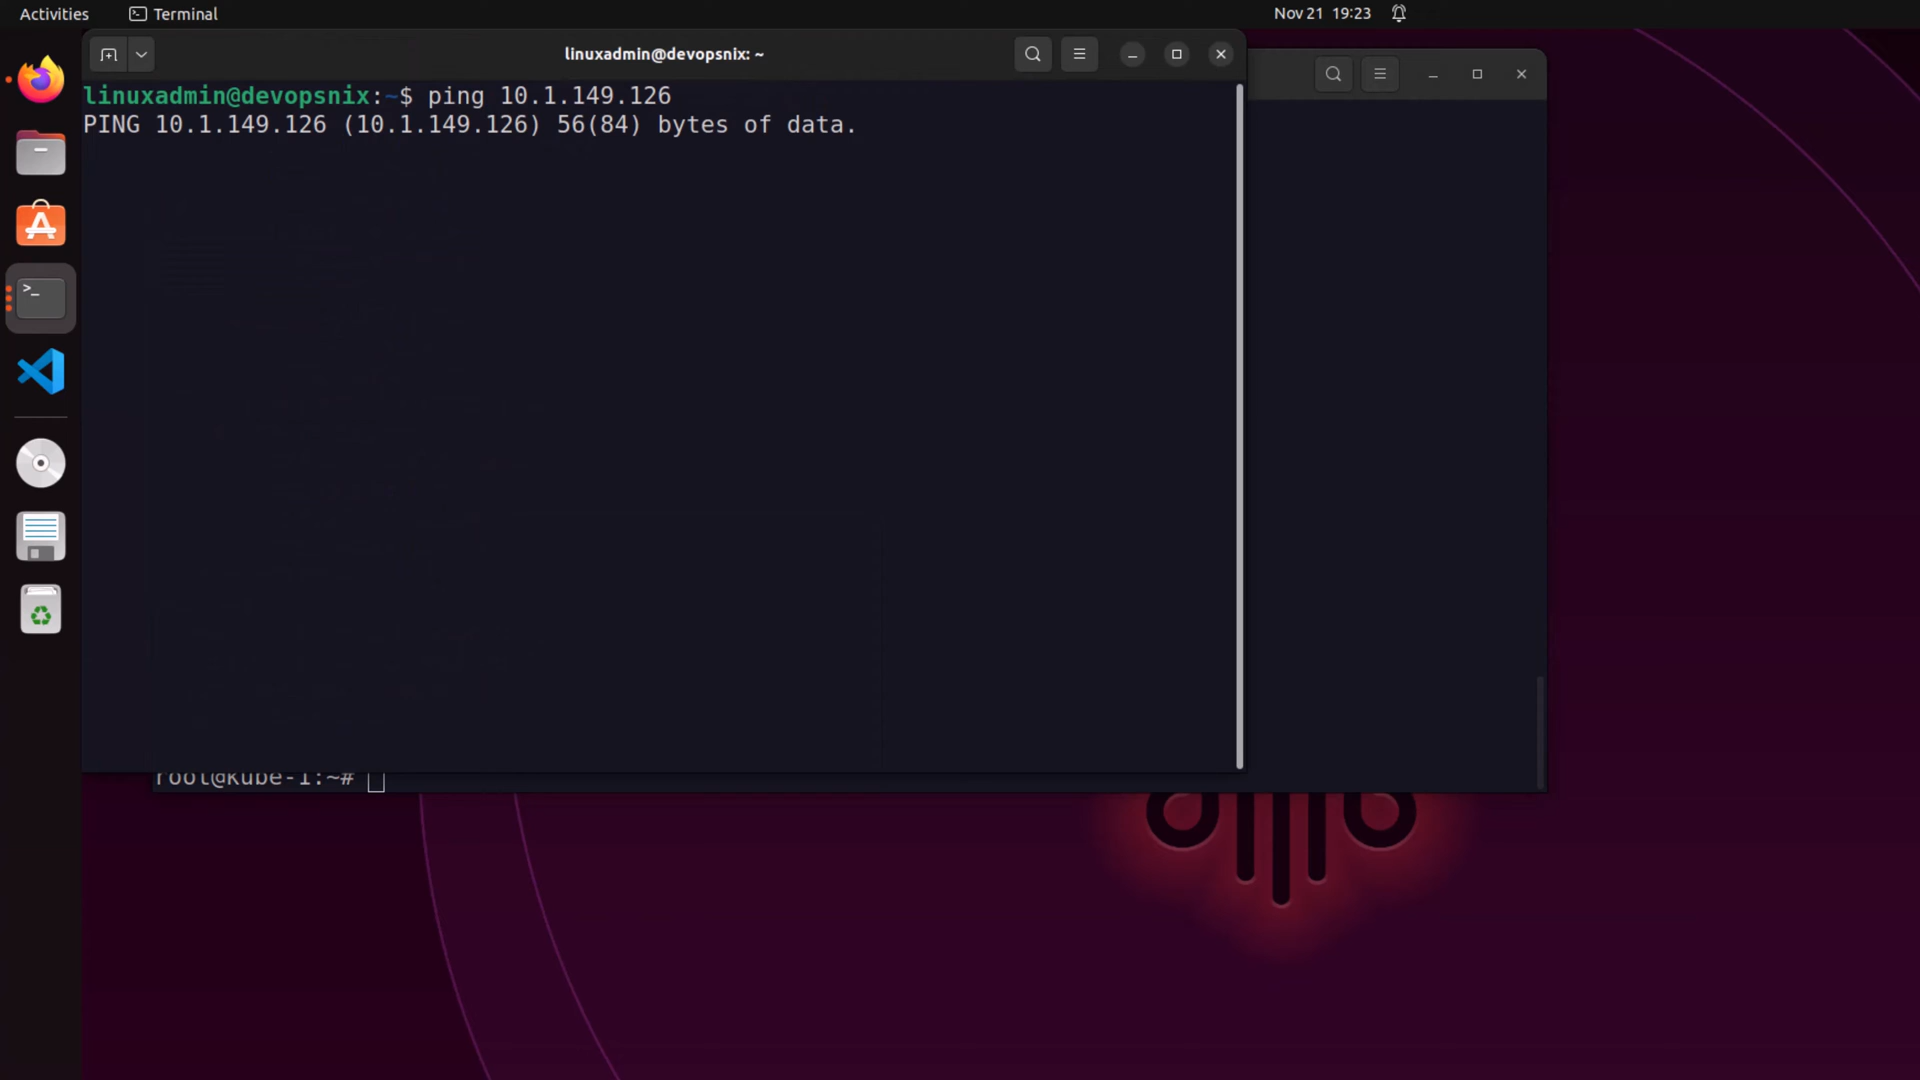 Activities
Terminal
Nov 21 19:23
linuxadmin@devopsnix: ~
linuxadmin@devopsnix:~$ ping 10.1.149.126
PING 10.1.149.126 (10.1.149.126) 56(84) bytes of data.
root@kube-1:~#